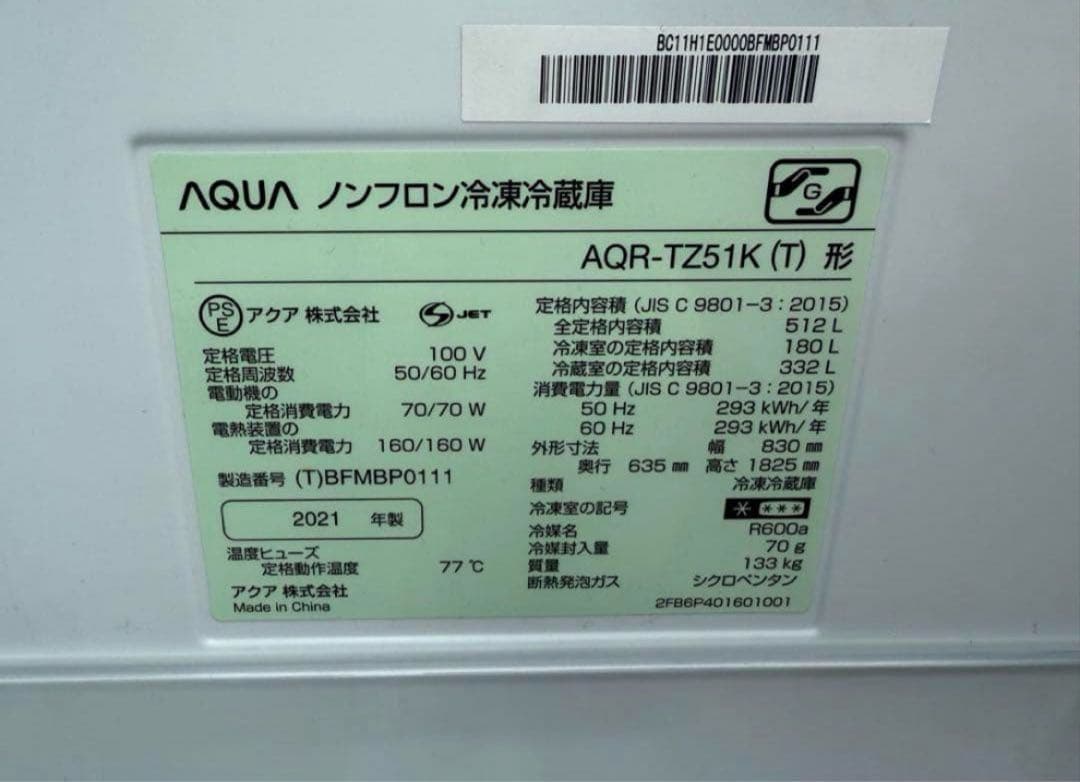 BC11H1E0000BFMBP0111
AQUA ノンフロン冷凍冷蔵庫
G
AQR-TZ51K (T) 形
PSE アクア 株式会社 JET
定格電圧 100 V
定格周波数 50/60 Hz
電動機の
定格消費電力 70/70 W
電熱装置の
定格消費電力 160/160 W
製造番号 (T)BFMBP0111
2021 年製
温度ヒューズ
定格動作温度 77 ℃
アクア 株式会社
Made in China
定格内容積 (JIS C 9801-3 : 2015)
全定格内容積 512 L
冷凍室の定格内容積 180 L
冷蔵室の定格内容積 332 L
消費電力量 (JIS C 9801-3 : 2015)
50 Hz 293 kWh/年
60 Hz 293 kWh/年
外形寸法 幅 830 mm
奥行 635 mm 高さ 1825 mm
種類 冷凍冷蔵庫
冷凍室の記号 * ***
冷媒名 R600a
冷媒封入量 70 g
質量 133 kg
断熱発泡ガス シクロペンタン
2FB6P401601001